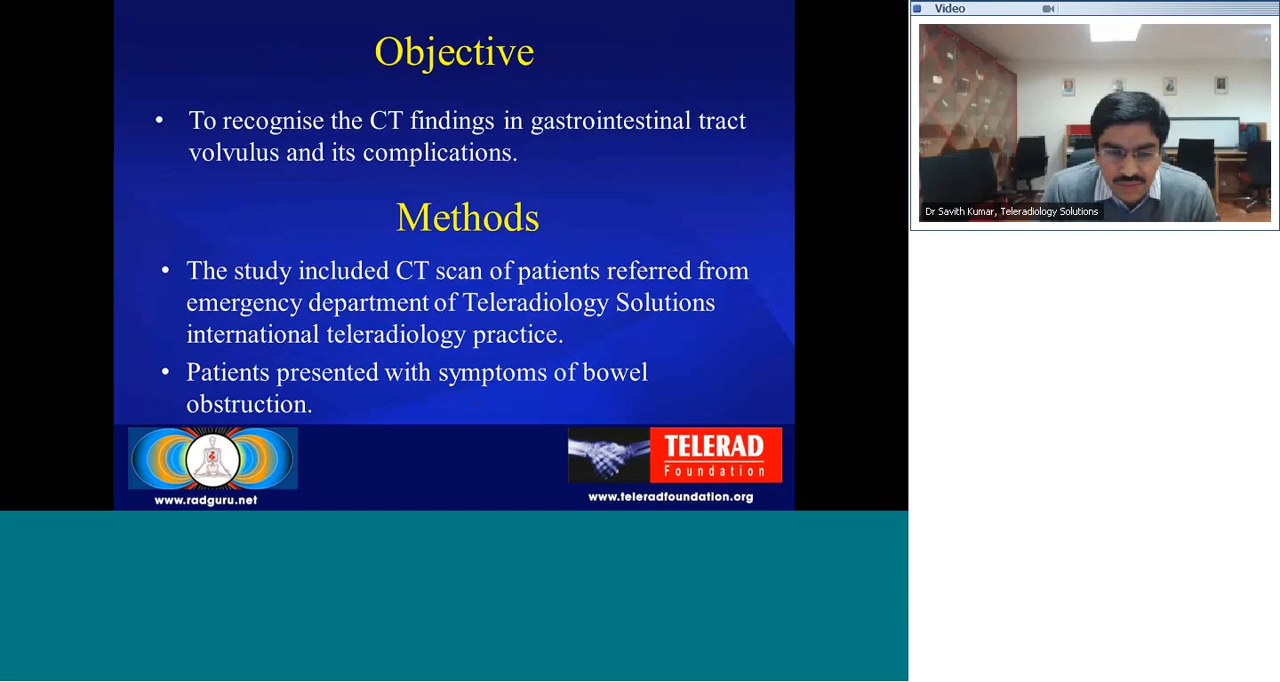 Objective
• To recognise the CT findings in gastrointestinal tract
volvulus and its complications.
Methods
• The study included CT scan of patients referred from
emergency department of Teleradiology Solutions
international teleradiology practice.
• Patients presented with symptoms of bowel
obstruction.
www.radguru.net
TELERAD
Foundation
www.teleradfoundation.org
Video
Dr Savith Kumar, Teleradiology Solutions